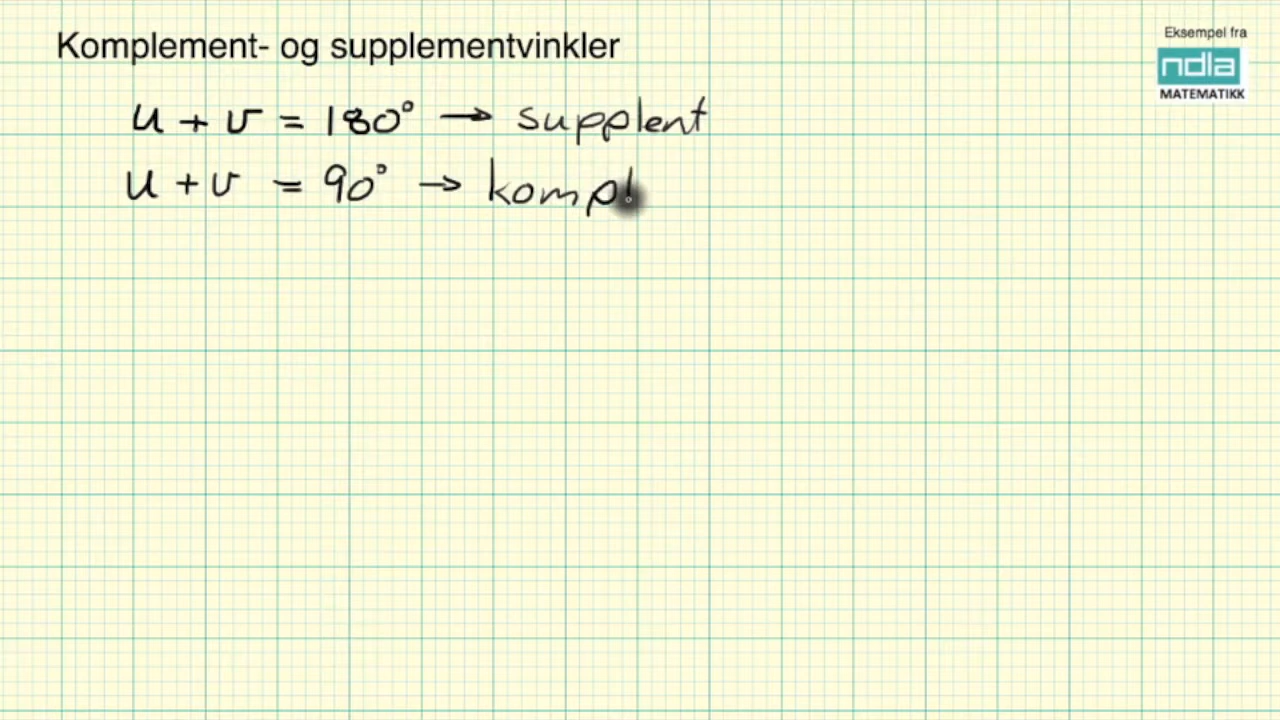 Komplement- og supplementvinkler
Eksempel fra
ndla
MATEMATIKK
u + v = 180° → supplent
u + v = 90° → kompl